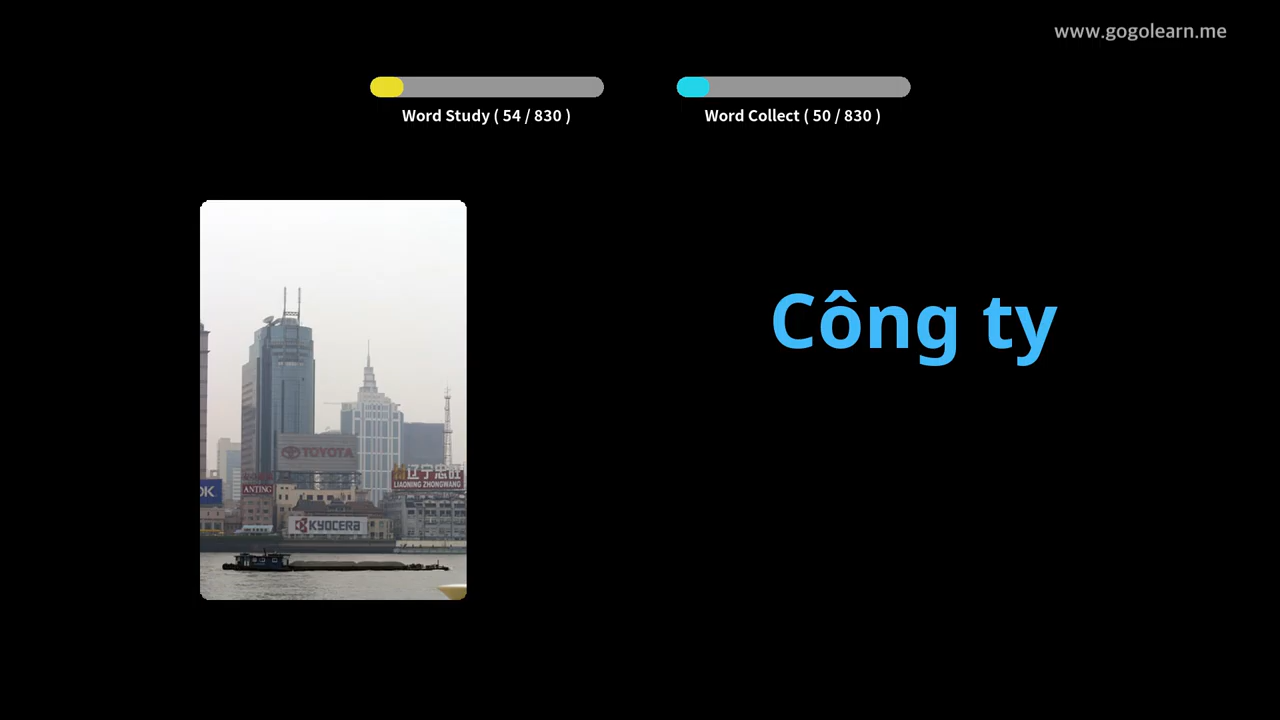 www.gogolearn.me
Word Study ( 54 / 830 )
Word Collect ( 50 / 830 )
Công ty
TOYOTA
辽宁忠旺
LIAONING ZHONGWANG
ANTING
OK
KYOCERA